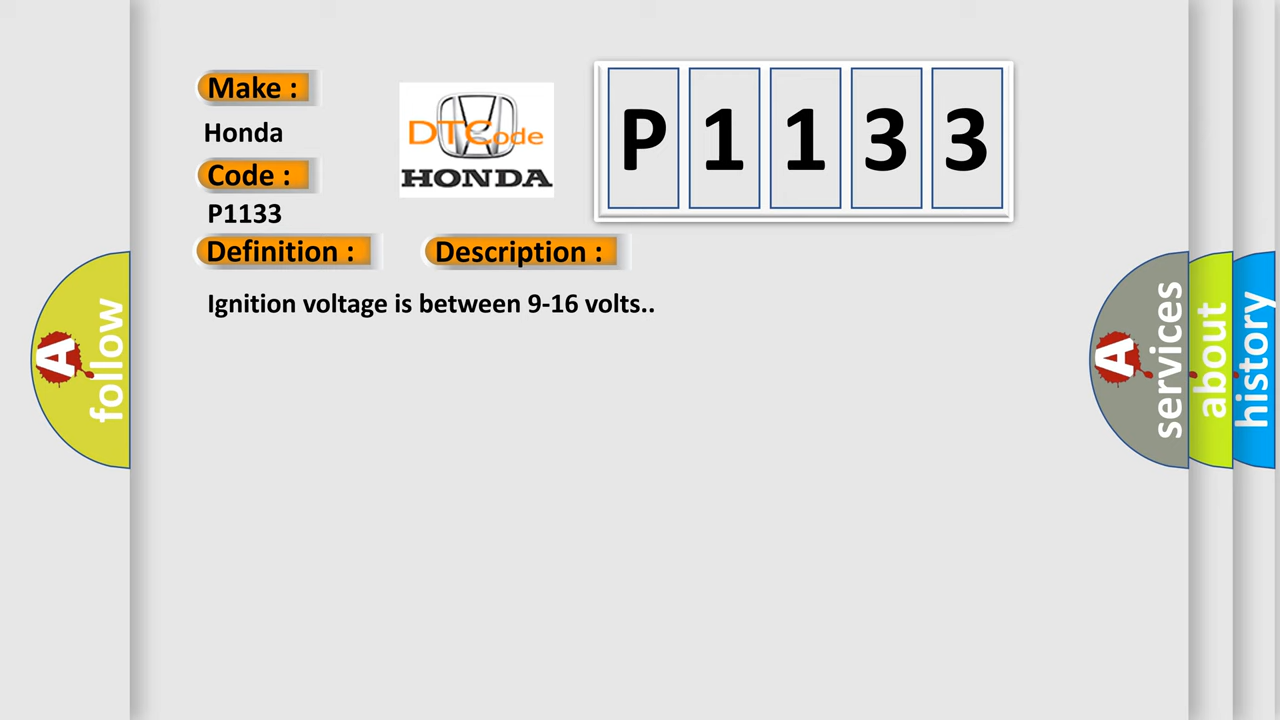 Make :
Honda
Code :
P1133
Definition :
Description :
Ignition voltage is between 9-16 volts..
DTCode
HONDA
P 1 1 3 3
A follow
A services
about
history